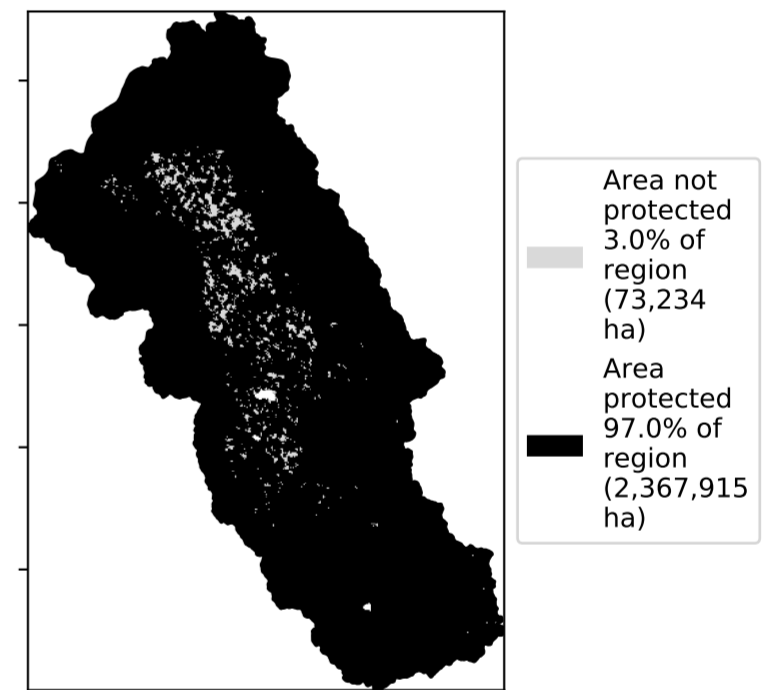 Area not
protected
3.0% of
region
(73,234
ha)
Area
protected
97.0% of
region
(2,367,915
ha)